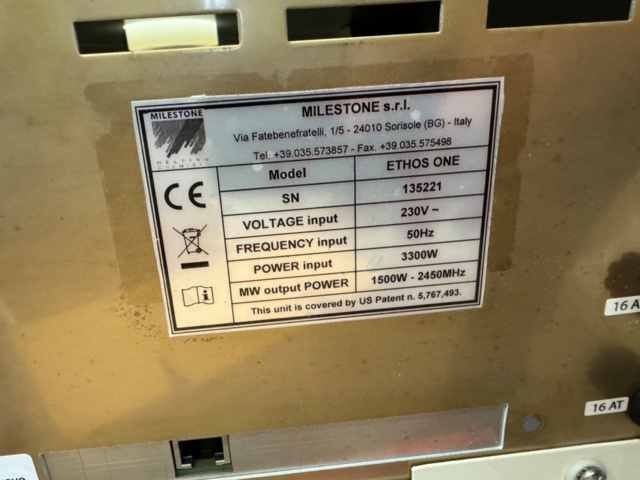 MILESTONE
HELPING
CHEMISTS
MILESTONE s.r.l.
Via Fatebenefratelli, 1/5 - 24010 Sorisole (BG) - Italy
Tel: +39.035.573857 - Fax. +39.035.575498
Model ETHOS ONE
SN 135221
VOLTAGE input 230V ~
FREQUENCY input 50Hz
POWER input 3300W
MW output POWER 1500W - 2450MHz
This unit is covered by US Patent n. 5,767,493.
CE
i
16 A
16 AT